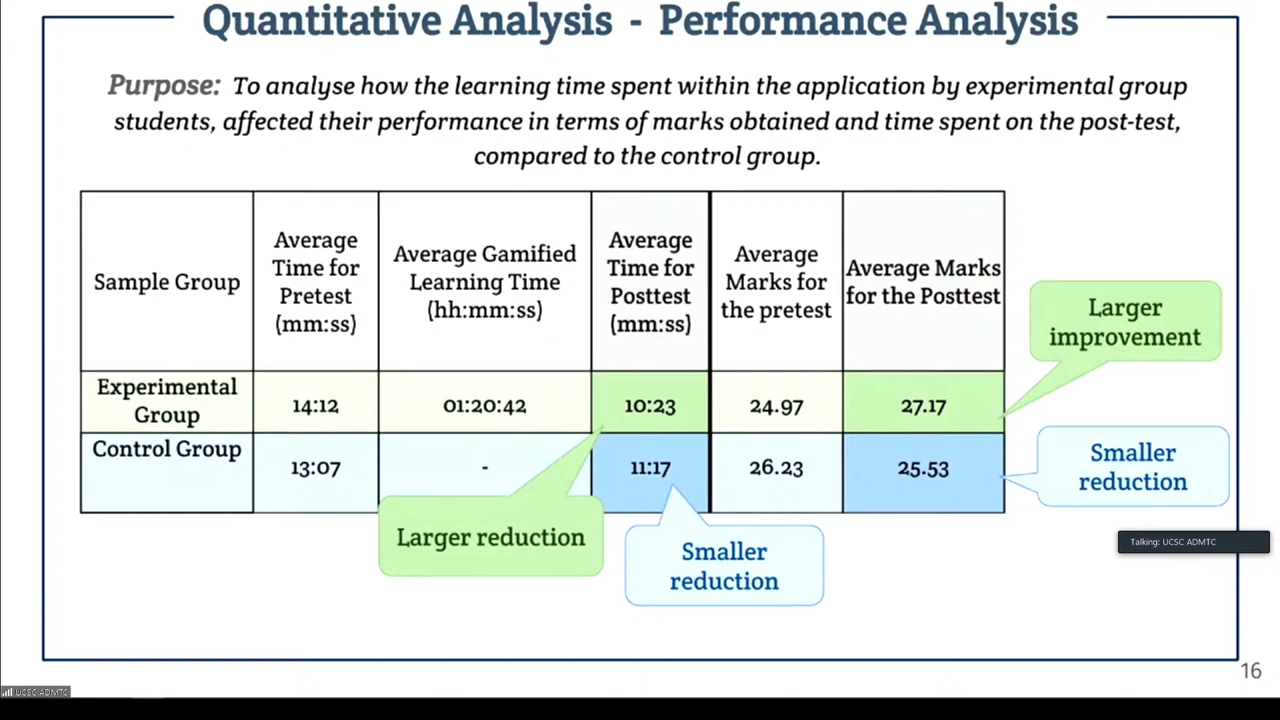 Quantitative Analysis - Performance Analysis
Purpose: To analyse how the learning time spent within the application by experimental group
students, affected their performance in terms of marks obtained and time spent on the post-test,
compared to the control group.
Sample Group
Average
Time for
Pretest
(mm:ss)
Average Gamified
Learning Time
(hh:mm:ss)
Average
Time for
Posttest
(mm:ss)
Average
Marks for
the pretest
Average Marks
for the Posttest
Experimental
Group
14:12
01:20:42
10:23
24.97
27.17
Control Group
13:07
-
11:17
26.23
25.53
Larger
improvement
Smaller
reduction
Larger reduction
Smaller
reduction
Talking: UCSC ADMTC
16
UCSC ADMTC